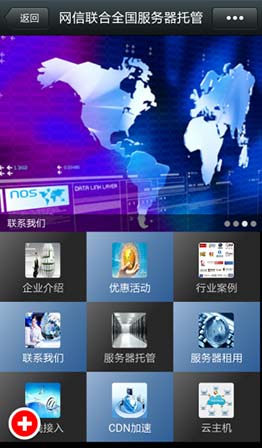 返回
网信联合全国服务器托管
•••
1.3RE
NOS
DATA LINK LAYER
联系我们
企业介绍
优惠活动
行业案例
联系我们
服务器托管
服务器租用
接入
CDN加速
云主机